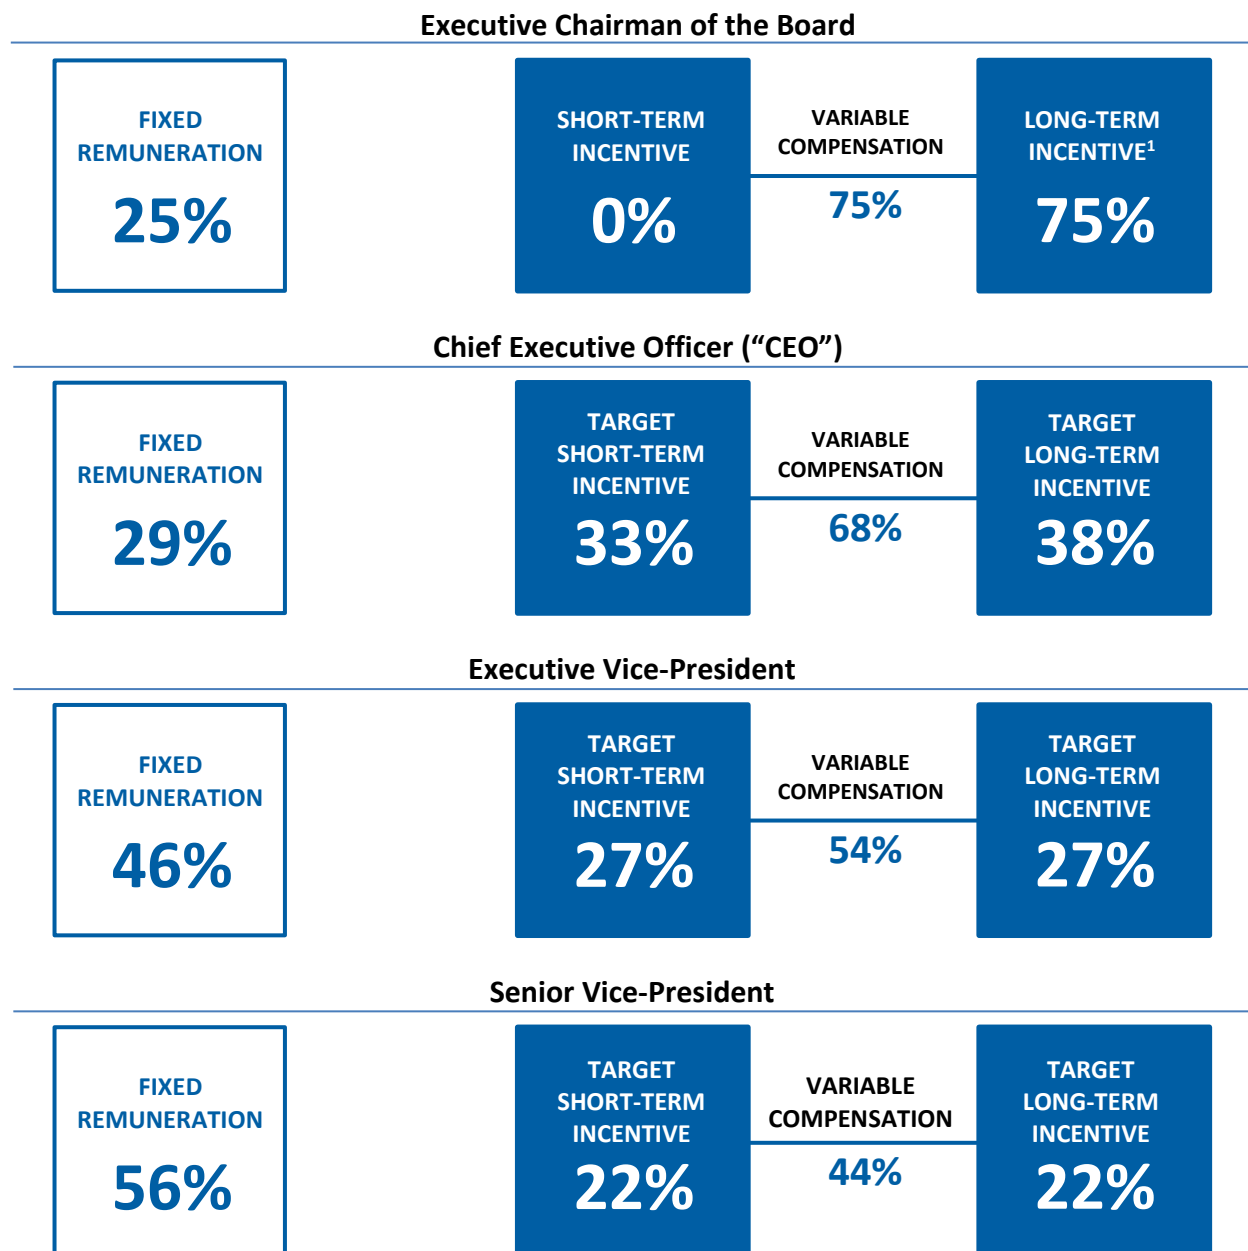 Executive Chairman of the Board
FIXED
REMUNERATION
25%
SHORT-TERM
INCENTIVE
0%
VARIABLE
COMPENSATION
75%
LONG-TERM
INCENTIVE¹
75%
Chief Executive Officer (“CEO”)
FIXED
REMUNERATION
29%
TARGET
SHORT-TERM
INCENTIVE
33%
VARIABLE
COMPENSATION
68%
TARGET
LONG-TERM
INCENTIVE
38%
Executive Vice-President
FIXED
REMUNERATION
46%
TARGET
SHORT-TERM
INCENTIVE
27%
VARIABLE
COMPENSATION
54%
TARGET
LONG-TERM
INCENTIVE
27%
Senior Vice-President
FIXED
REMUNERATION
56%
TARGET
SHORT-TERM
INCENTIVE
22%
VARIABLE
COMPENSATION
44%
TARGET
LONG-TERM
INCENTIVE
22%